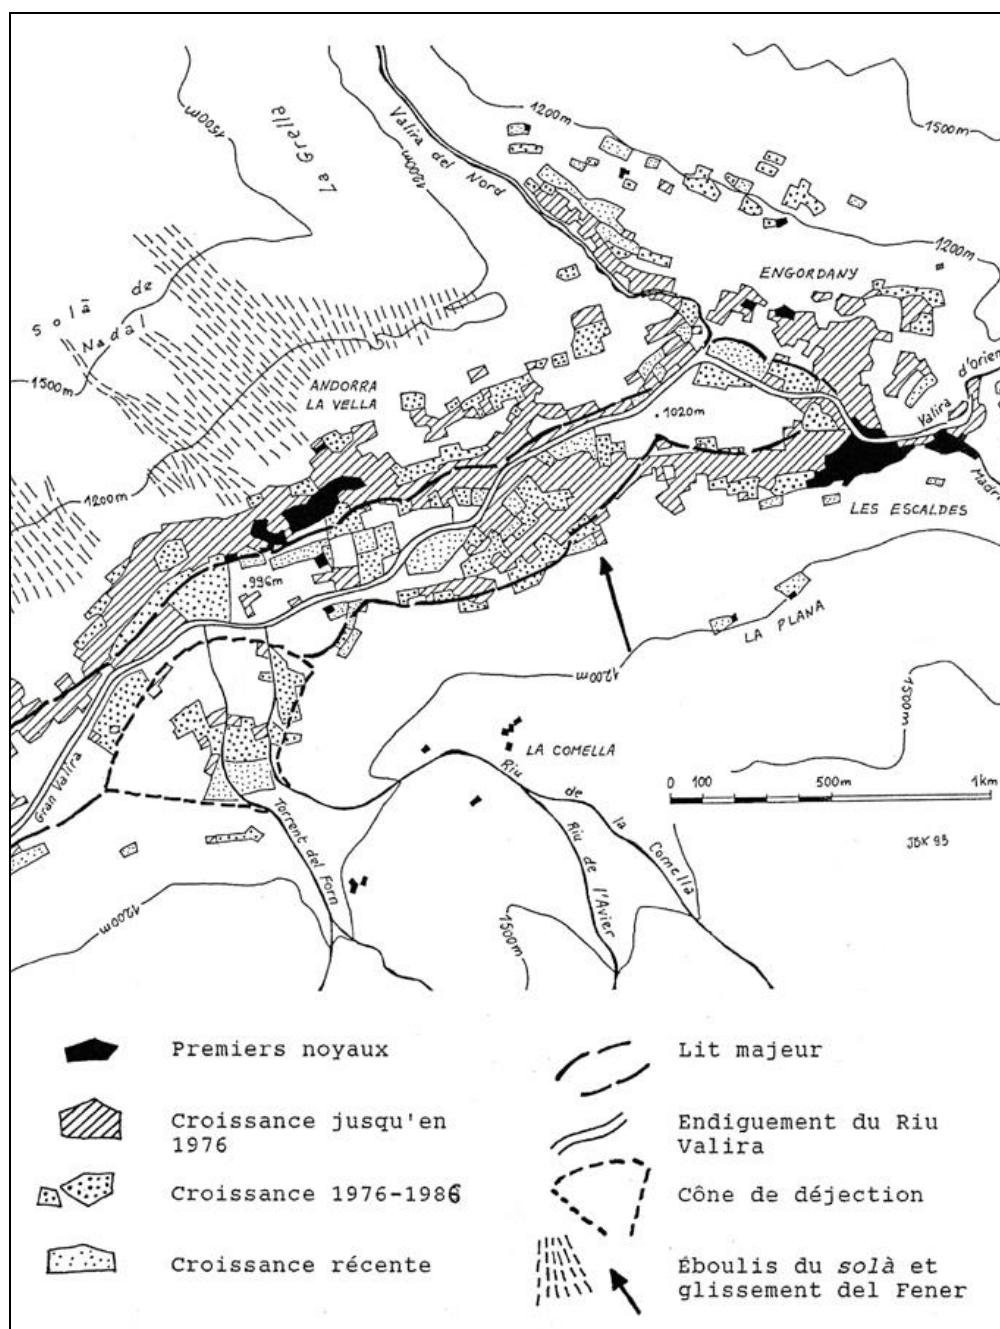 1500m
La Grella
1200m
Valira del Nord
1200m
1500m
1200m
Solà de
Nadal
1500m
ENGORDANY
ANDORRA
LA VELLA
.1020m
Valira
d'Orien
Madri
1200m
LES ESCALDES
.996m
LA PLANA
1200m
1500m
Gran Valira
LA COMELLA
Riu
de
la
Comella
Riu
de
l'Avier
Torrent del Forn
0 100 500m 1km
JBX 93
1200m
1500m
Premiers noyaux
Croissance jusqu'en
1976
Croissance 1976-1986
Croissance récente
Lit majeur
Endiguement du Riu
Valira
Cône de déjection
Éboulis du solà et
glissement del Fener